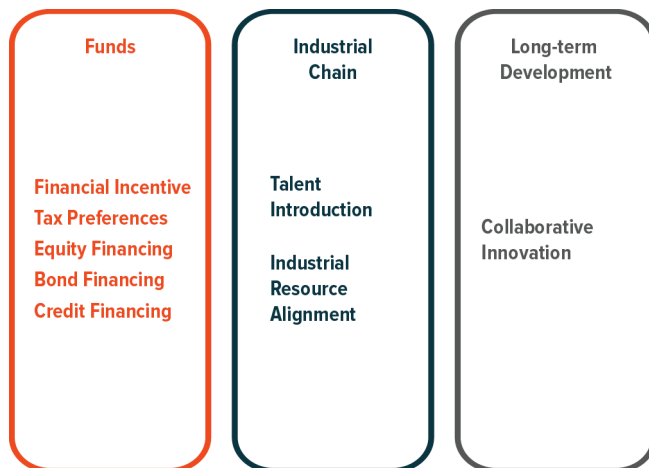 Funds
Financial Incentive
Tax Preferences
Equity Financing
Bond Financing
Credit Financing
Industrial
Chain
Talent
Introduction
Industrial
Resource
Alignment
Long-term
Development
Collaborative
Innovation